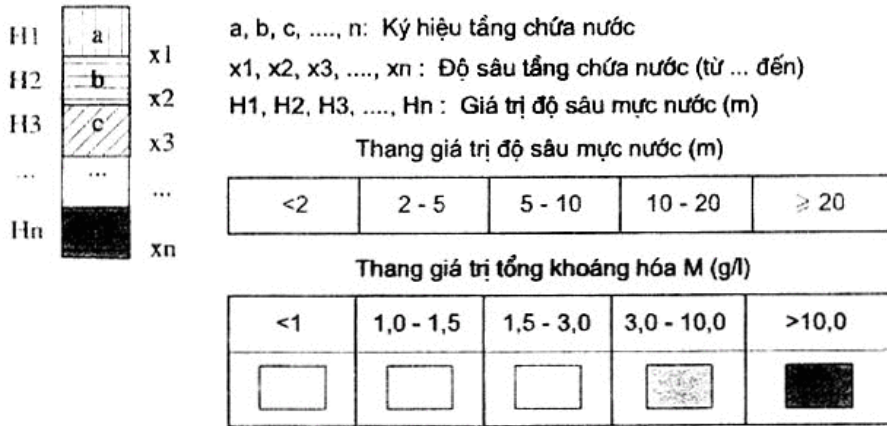 H1 a x1
H2 b x2
H3 c x3
... ... ...
Hn xn
a, b, c, ...., n: Ký hiệu tầng chứa nước
x1, x2, x3, ...., xn : Độ sâu tầng chứa nước (từ ... đến)
H1, H2, H3, ...., Hn : Giá trị độ sâu mực nước (m)
Thang giá trị độ sâu mực nước (m)
<2 2 - 5 5 - 10 10 - 20 ⩾ 20
Thang giá trị tổng khoáng hóa M (g/l)
<1 1,0 - 1,5 1,5 - 3,0 3,0 - 10,0 >10,0